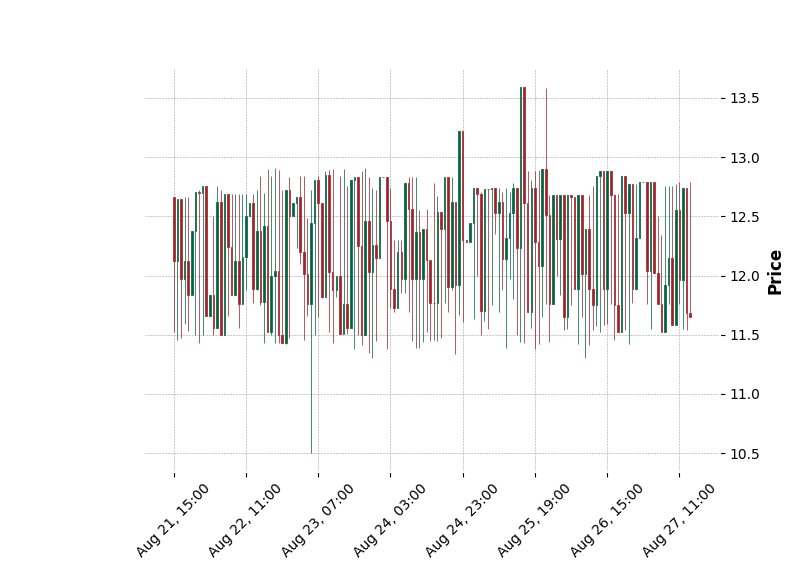 13.5
13.0
12.5
12.0
11.5
11.0
10.5
Price
Aug 21, 15:00
Aug 22, 11:00
Aug 23, 07:00
Aug 24, 03:00
Aug 24, 23:00
Aug 25, 19:00
Aug 26, 15:00
Aug 27, 11:00